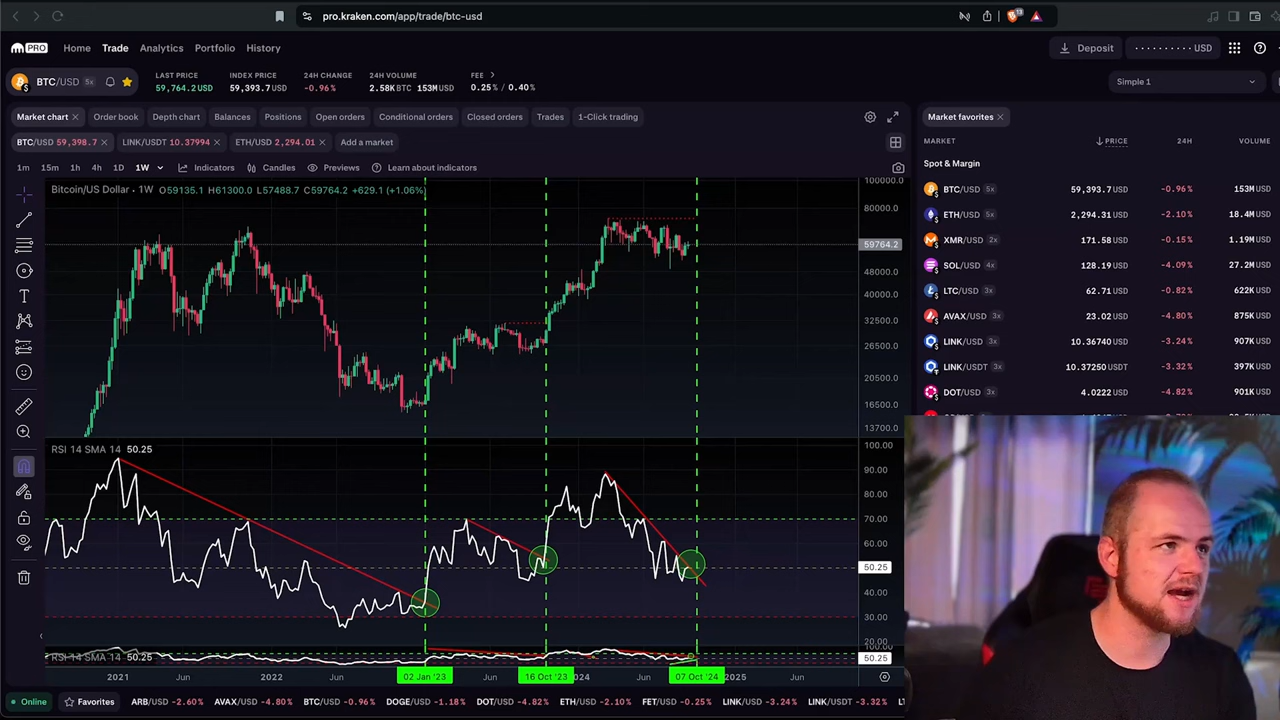 pro.kraken.com/app/trade/btc-usd
13
PRO Home Trade Analytics Portfolio History
Deposit
·········· USD
BTC/USD 5x
LAST PRICE INDEX PRICE 24H CHANGE 24H VOLUME FEE
59,764.2 USD 59,393.7 USD -0.96% 2.58K BTC 153M USD 0.25% / 0.40%
Simple 1
Market chart Order book Depth chart Balances Positions Open orders Conditional orders Closed orders Trades 1-Click trading
BTC/USD 59,398.7 LINK/USDT 10.37994 ETH/USD 2,294.01 Add a market
1m 15m 1h 4h 1D 1W Indicators Candles Previews Learn about indicators
Bitcoin/US Dollar · 1W O59135.1 H61300.0 L57488.7 C59764.2 +629.1 (+1.06%)
100000.0
80000.0
59764.2
48000.0
40000.0
32500.0
26500.0
20500.0
16500.0
13700.0
RSI 14 SMA 14 50.25
100.00
90.00
80.00
70.00
60.00
50.25
40.00
30.00
20.00
100.00
RSI 14 SMA 14 50.25
50.25
2021 2022 Jun 02 Jan '23 Jun 16 Oct '23 2024 Jun 07 Oct '24 2025 Jun
Market favorites
MARKET PRICE 24H VOLUME
Spot & Margin
BTC/USD 5x 59,393.7 USD -0.96% 153M USD
ETH/USD 5x 2,294.31 USD -2.10% 18.4M USD
XMR/USD 2x 171.58 USD -0.15% 1.19M USD
SOL/USD 4x 128.19 USD -4.09% 27.2M USD
LTC/USD 3x 62.71 USD -0.82% 622K USD
AVAX/USD 3x 23.02 USD -4.80% 875K USD
LINK/USD 3x 10.36740 USD -3.24% 907K USD
LINK/USDT 3x 10.37250 USDT -3.32% 397K USD
DOT/USD 3x 4.0222 USD -4.82% 901K USD
Online Favorites ARB/USD -2.60% AVAX/USD -4.80% BTC/USD -0.96% DOGE/USD -1.18% DOT/USD -4.82% ETH/USD -2.10% FET/USD -0.25% LINK/USD -3.24% LINK/USDT -3.32%